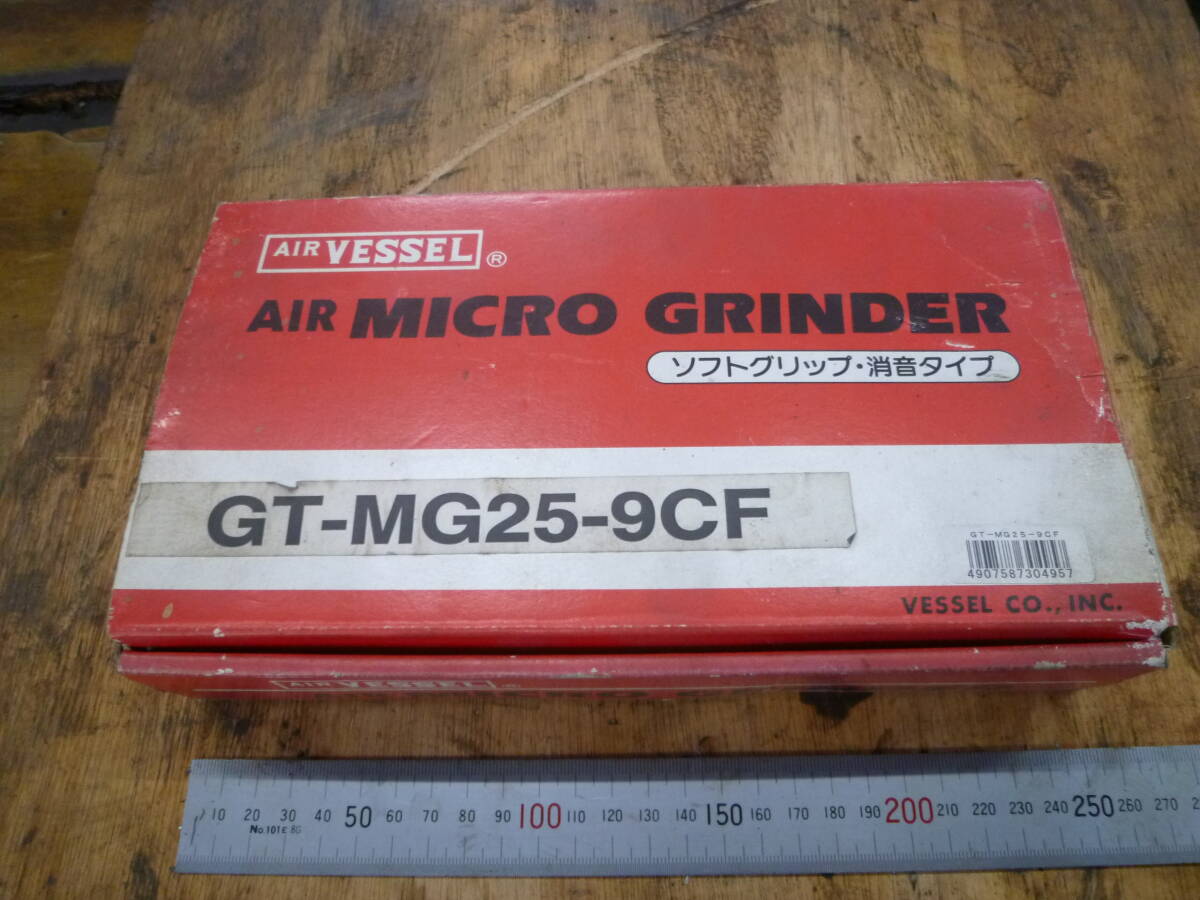 AIR VESSEL ®
AIR MICRO GRINDER
ソフトグリップ・消音タイプ
GT-MG25-9CF
GT-MG25-9CF
4907587304957
VESSEL CO., INC.
AIR VESSEL
10 20 30 40 50 60 70 80 90 100 110 120 130 140 150 160 170 180 190 200 210 220 230 240 250 260 270
No.101E